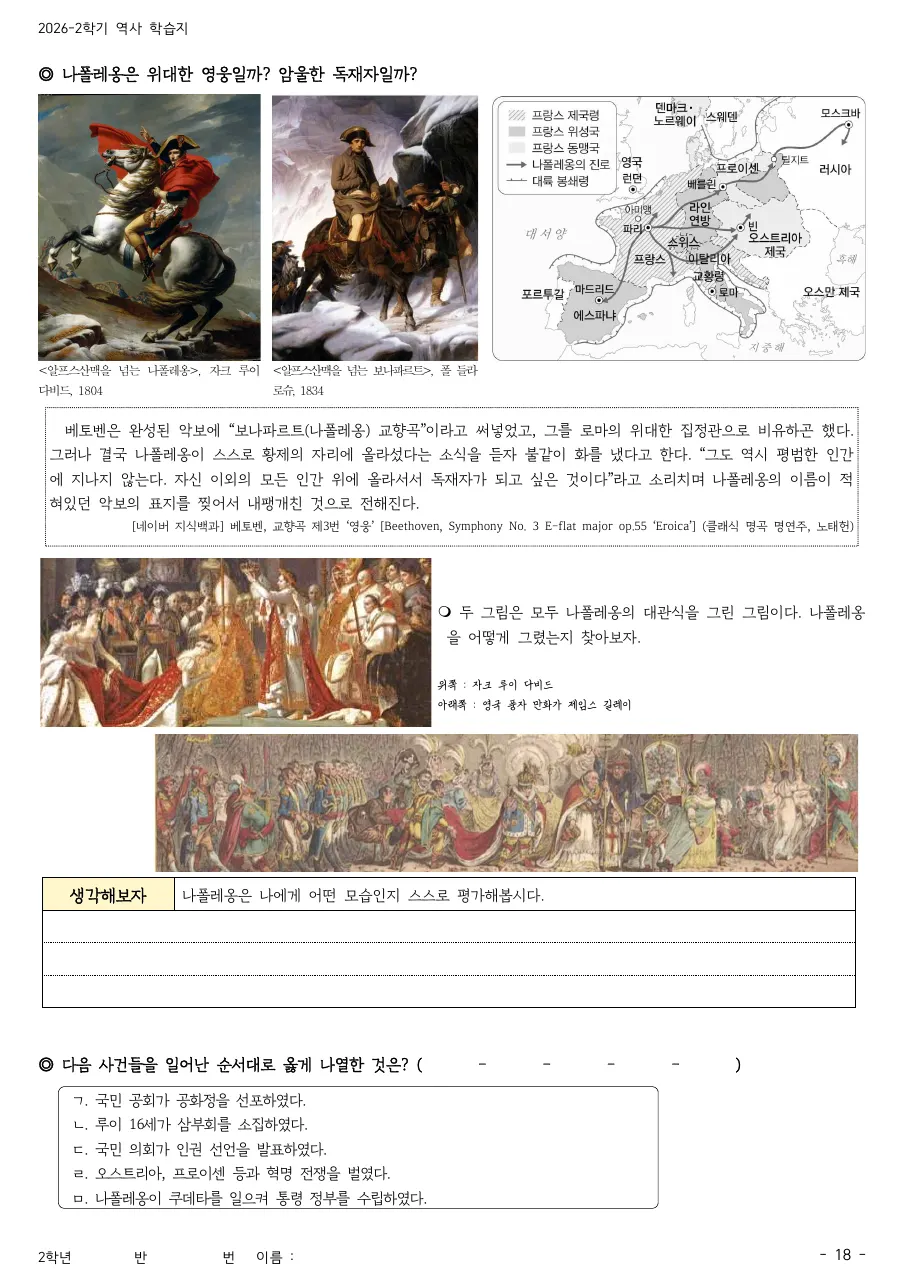 2026-2학기 역사 학습지
◎ 나폴레옹은 위대한 영웅일까? 암울한 독재자일까?
<알프스산맥을 넘는 나폴레옹>, 자크 루이
다비드, 1804
<알프스산맥을 넘는 보나파르트>, 폴 들라
로슈, 1834
프랑스 제국령
프랑스 위성국
프랑스 동맹국
나폴레옹의 진로
대륙 봉쇄령
덴마크·
노르웨이
스웨덴
모스크바
영국
런던
프로이센
틸지트
러시아
베를린
아미앵
라인
연방
파리
빈
대서양
스위스
오스트리아
제국
프랑스
이탈리아
흑해
교황령
포르투갈
마드리드
로마
오스만 제국
에스파냐
지중해
베토벤은 완성된 악보에 “보나파르트(나폴레옹) 교향곡”이라고 써넣었고, 그를 로마의 위대한 집정관으로 비유하곤 했다.
그러나 결국 나폴레옹이 스스로 황제의 자리에 올라섰다는 소식을 듣자 불같이 화를 냈다고 한다. “그도 역시 평범한 인간
에 지나지 않는다. 자신 이외의 모든 인간 위에 올라서서 독재자가 되고 싶은 것이다”라고 소리치며 나폴레옹의 이름이 적
혀있던 악보의 표지를 찢어서 내팽개친 것으로 전해진다.
[네이버 지식백과] 베토벤, 교향곡 제3번 ‘영웅’ [Beethoven, Symphony No. 3 E-flat major op.55 ‘Eroica’] (클래식 명곡 명연주, 노태헌)
❍ 두 그림은 모두 나폴레옹의 대관식을 그린 그림이다. 나폴레옹
을 어떻게 그렸는지 찾아보자.
위쪽 : 자크 루이 다비드
아래쪽 : 영국 풍자 만화가 제임스 길레이
생각해보자
나폴레옹은 나에게 어떤 모습인지 스스로 평가해봅시다.
◎ 다음 사건들을 일어난 순서대로 옳게 나열한 것은? ( - - - - )
ㄱ. 국민 공회가 공화정을 선포하였다.
ㄴ. 루이 16세가 삼부회를 소집하였다.
ㄷ. 국민 의회가 인권 선언을 발표하였다.
ㄹ. 오스트리아, 프로이센 등과 혁명 전쟁을 벌였다.
ㅁ. 나폴레옹이 쿠데타를 일으켜 통령 정부를 수립하였다.
2학년 반 번 이름 :
- 18 -